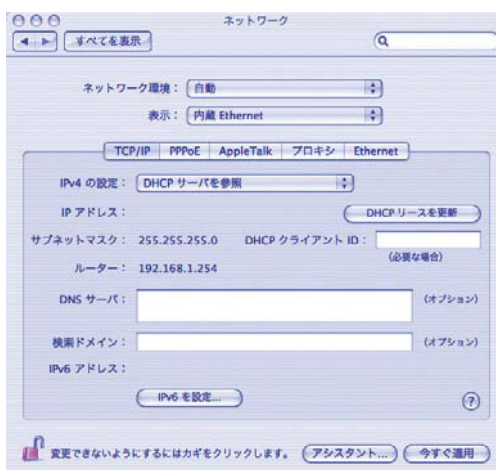 ネットワーク
すべてを表示
ネットワーク環境： 自動
表示： 内蔵 Ethernet
TCP/IP PPPoE AppleTalk プロキシ Ethernet
IPv4 の設定： DHCP サーバを参照
IP アドレス： DHCP リースを更新
サブネットマスク： 255.255.255.0 DHCP クライアント ID：
(必要な場合)
ルーター： 192.168.1.254
DNS サーバ： (オプション)
検索ドメイン： (オプション)
IPv6 アドレス：
IPv6 を設定...
?
変更できないようにするにはカギをクリックします。 アシスタント... 今すぐ適用